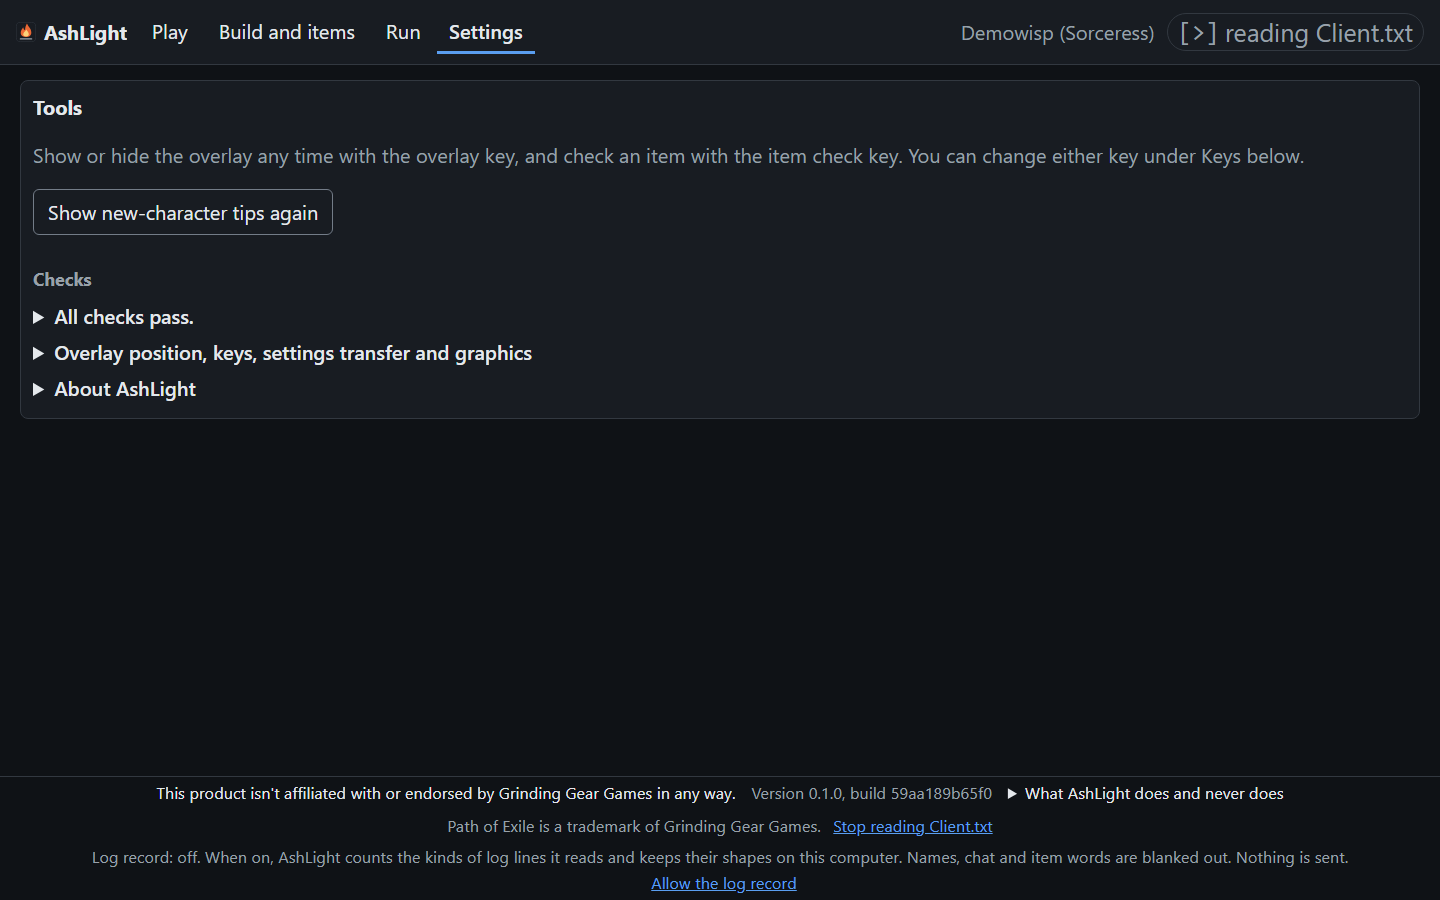 AshLight Play Build and items Run Settings Demowisp (Sorceress) [>] reading Client.txt
Tools
Show or hide the overlay any time with the overlay key, and check an item with the item check key. You can change either key under Keys below.
Show new-character tips again
Checks
▶ All checks pass.
▶ Overlay position, keys, settings transfer and graphics
▶ About AshLight
This product isn't affiliated with or endorsed by Grinding Gear Games in any way. Version 0.1.0, build 59aa189b65f0 ▶ What AshLight does and never does
Path of Exile is a trademark of Grinding Gear Games. Stop reading Client.txt
Log record: off. When on, AshLight counts the kinds of log lines it reads and keeps their shapes on this computer. Names, chat and item words are blanked out. Nothing is sent.
Allow the log record